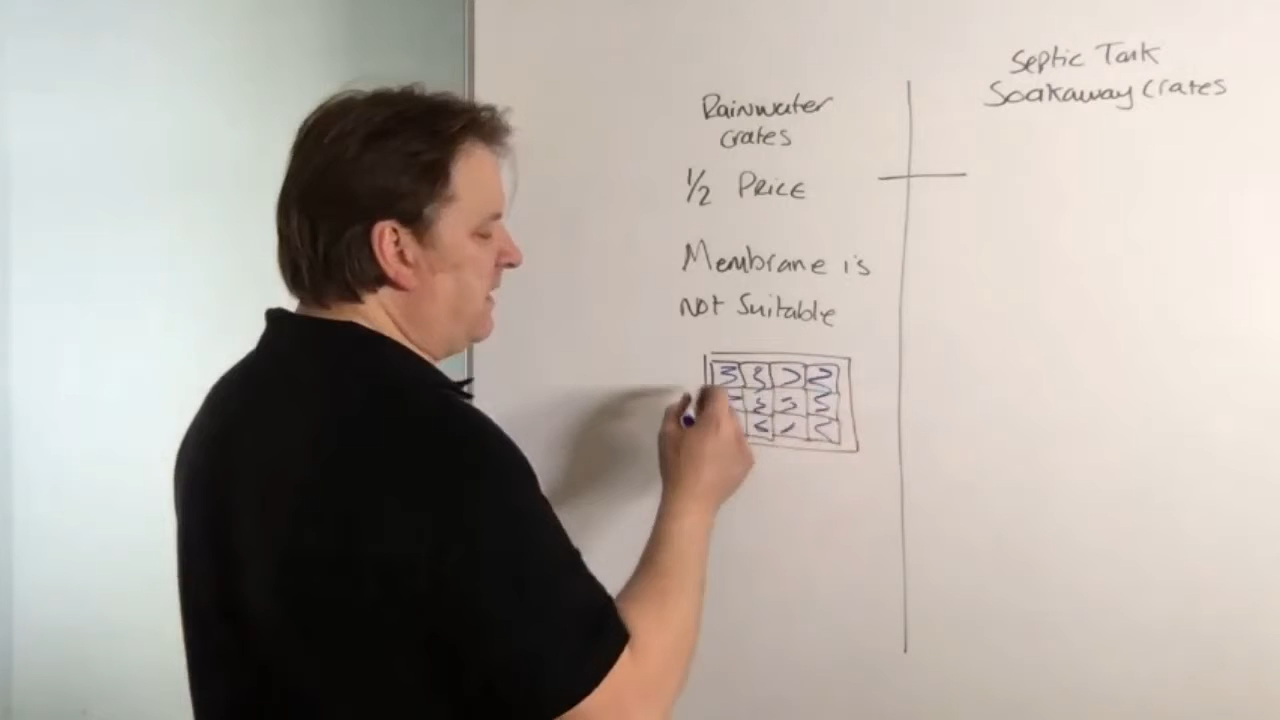 Rainwater
crates
1/2 PRICE
Membrane is
not Suitable
Septic Tank
Soakaway Crates